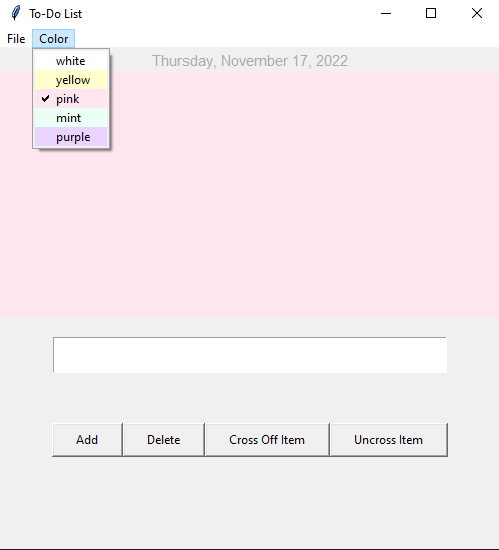 To-Do List
File Color
Thursday, November 17, 2022
white
yellow
pink
mint
purple
Add Delete Cross Off Item Uncross Item